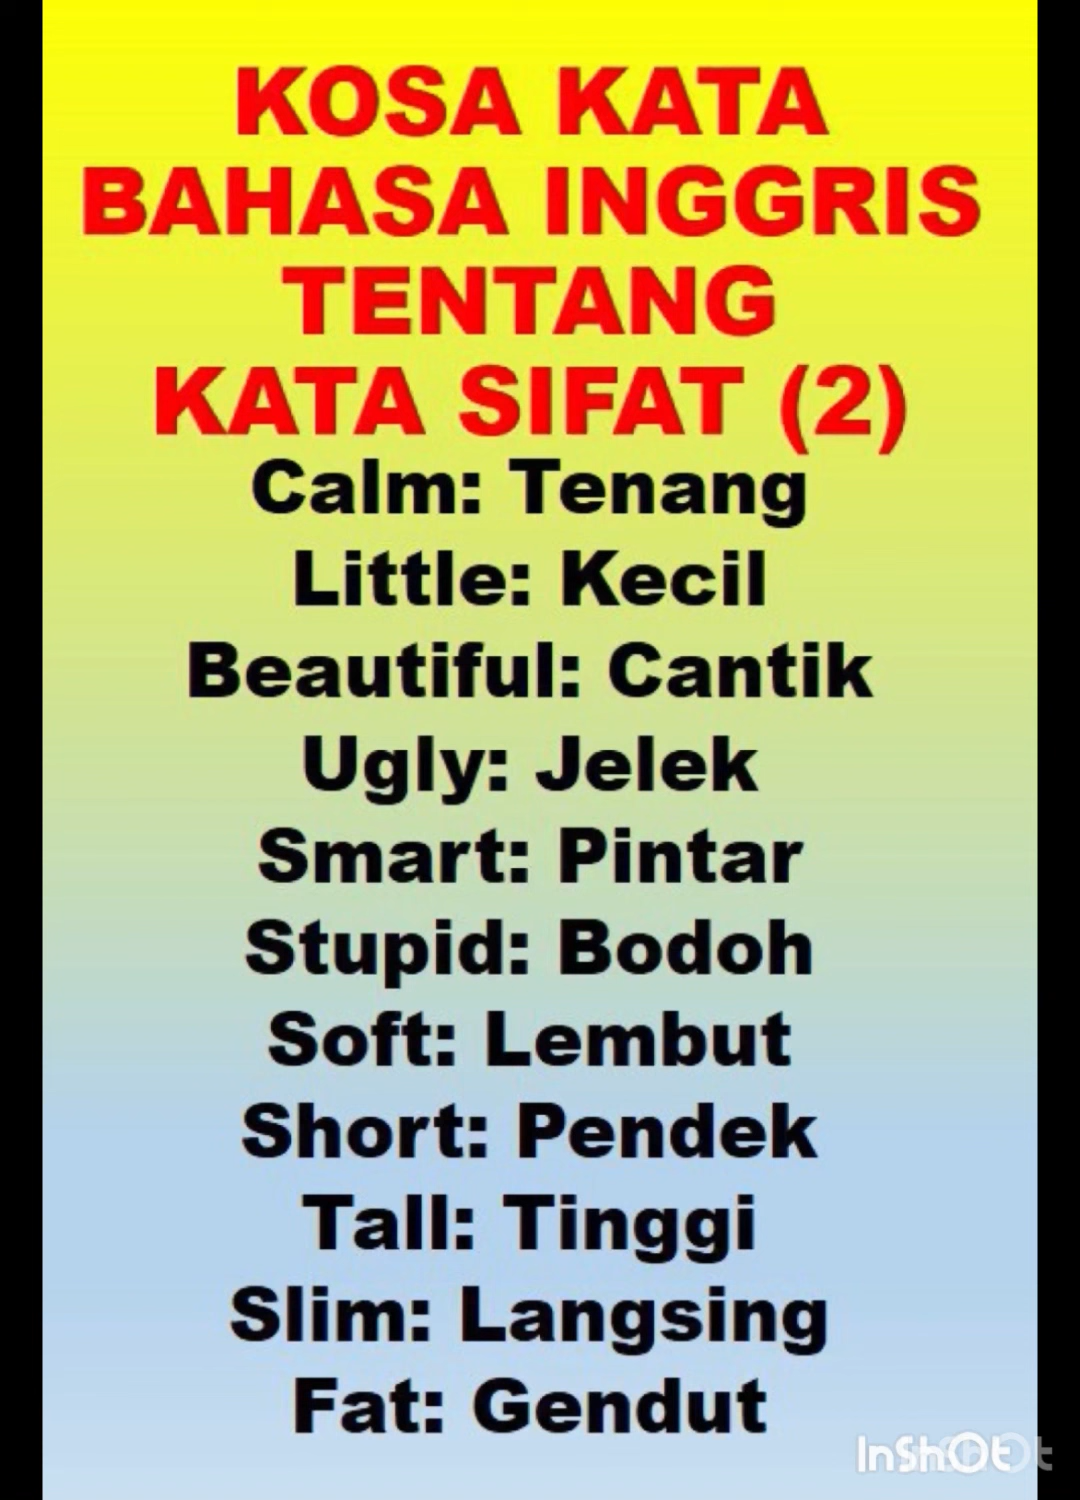 KOSA KATA
BAHASA INGGRIS
TENTANG
KATA SIFAT (2)
Calm: Tenang
Little: Kecil
Beautiful: Cantik
Ugly: Jelek
Smart: Pintar
Stupid: Bodoh
Soft: Lembut
Short: Pendek
Tall: Tinggi
Slim: Langsing
Fat: Gendut
InShOt